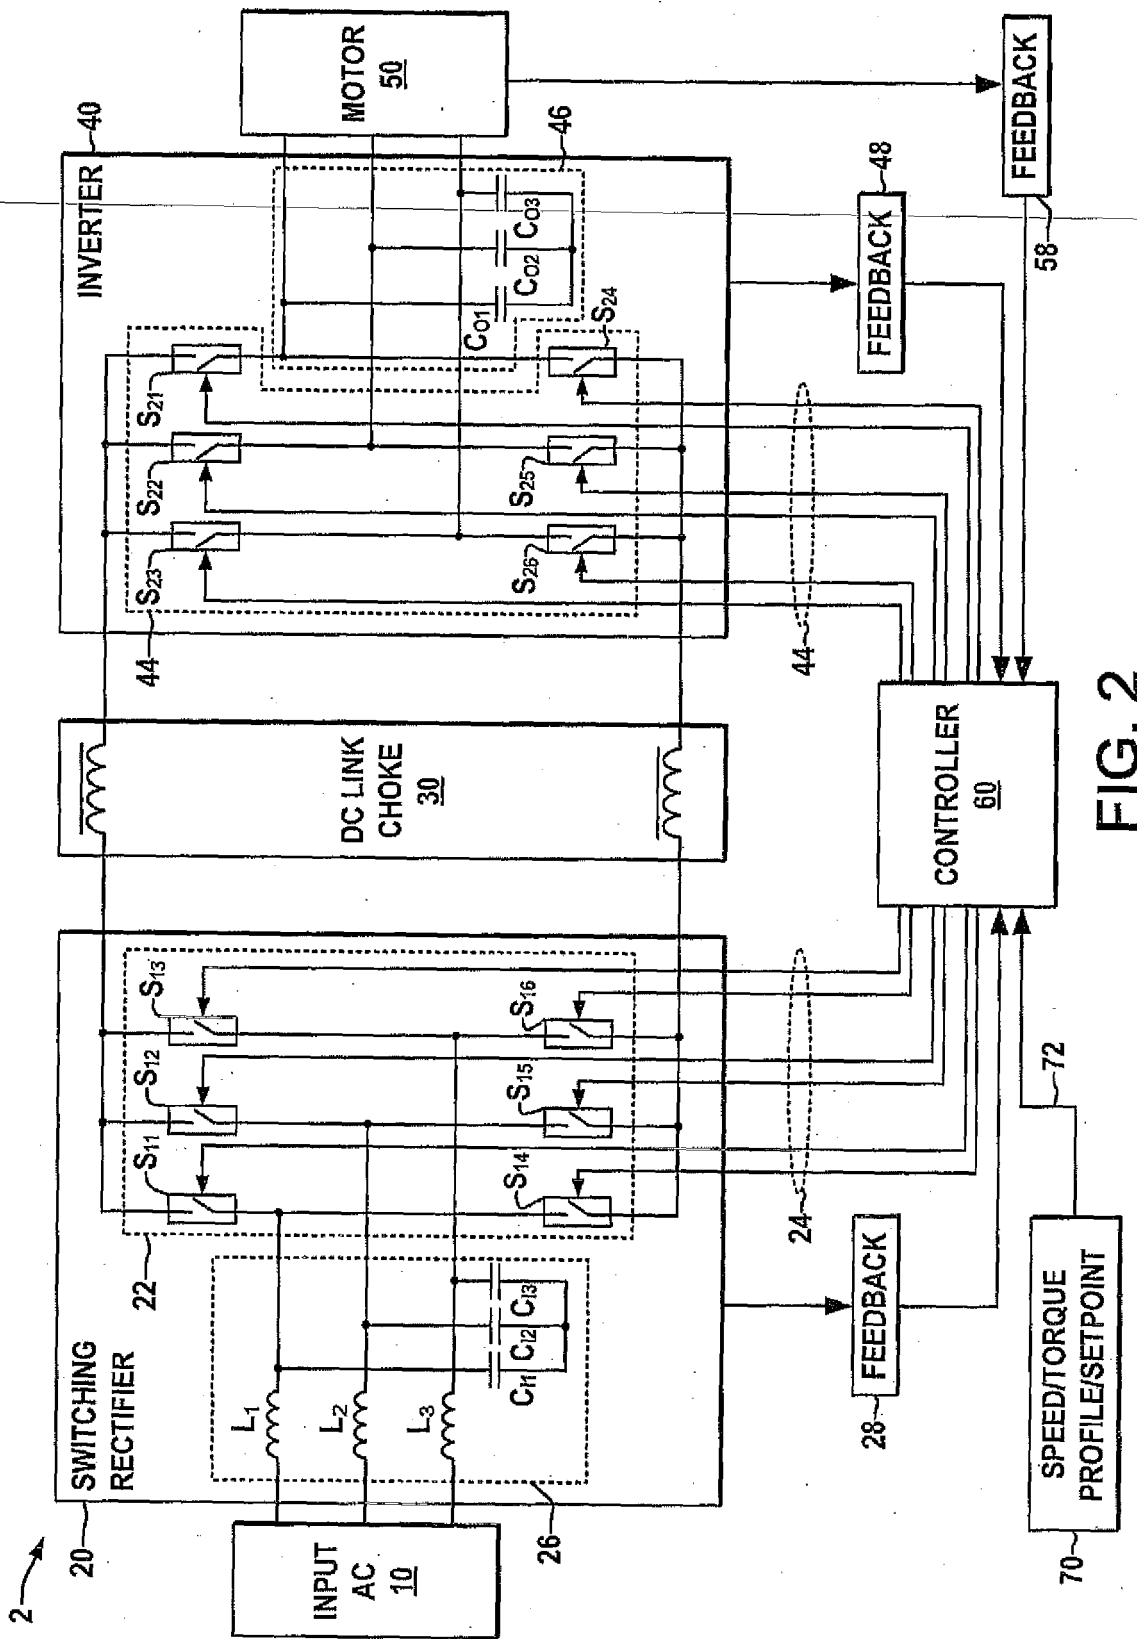 2
20
SWITCHING
RECTIFIER
INPUT
AC
10
26
L1
L2
L3
CI1
CI2
CI3
22
S11
S12
S13
S14
S15
S16
24
28
FEEDBACK
DC LINK
CHOKE
30
INVERTER
40
44
S23
S22
S21
S26
S25
S24
CO1
CO2
CO3
46
MOTOR
50
44
FEEDBACK
48
FEEDBACK
58
CONTROLLER
60
72
70
SPEED/TORQUE
PROFILE/SETPOINT
FIG. 2